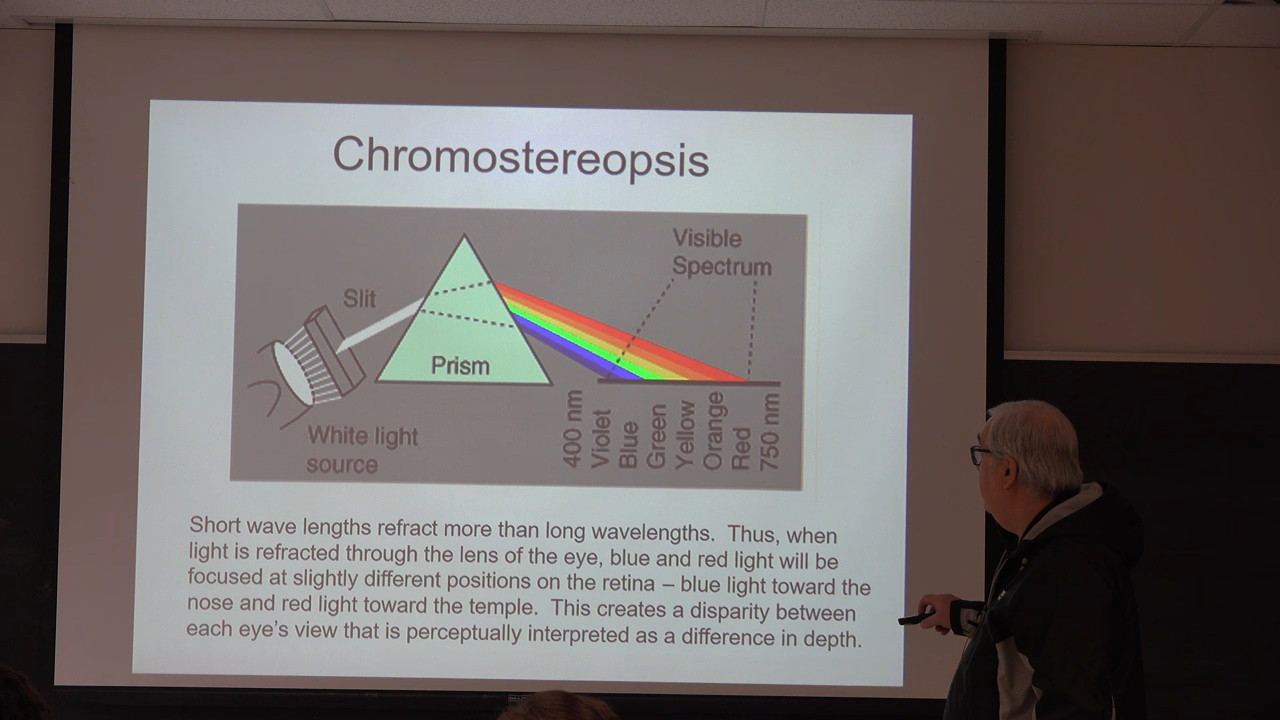 Chromostereopsis
Visible
Spectrum
Slit
Prism
White light
source
400 nm
Violet
Blue
Green
Yellow
Orange
Red
750 nm
Short wave lengths refract more than long wavelengths. Thus, when
light is refracted through the lens of the eye, blue and red light will be
focused at slightly different positions on the retina – blue light toward the
nose and red light toward the temple. This creates a disparity between
each eye's view that is perceptually interpreted as a difference in depth.